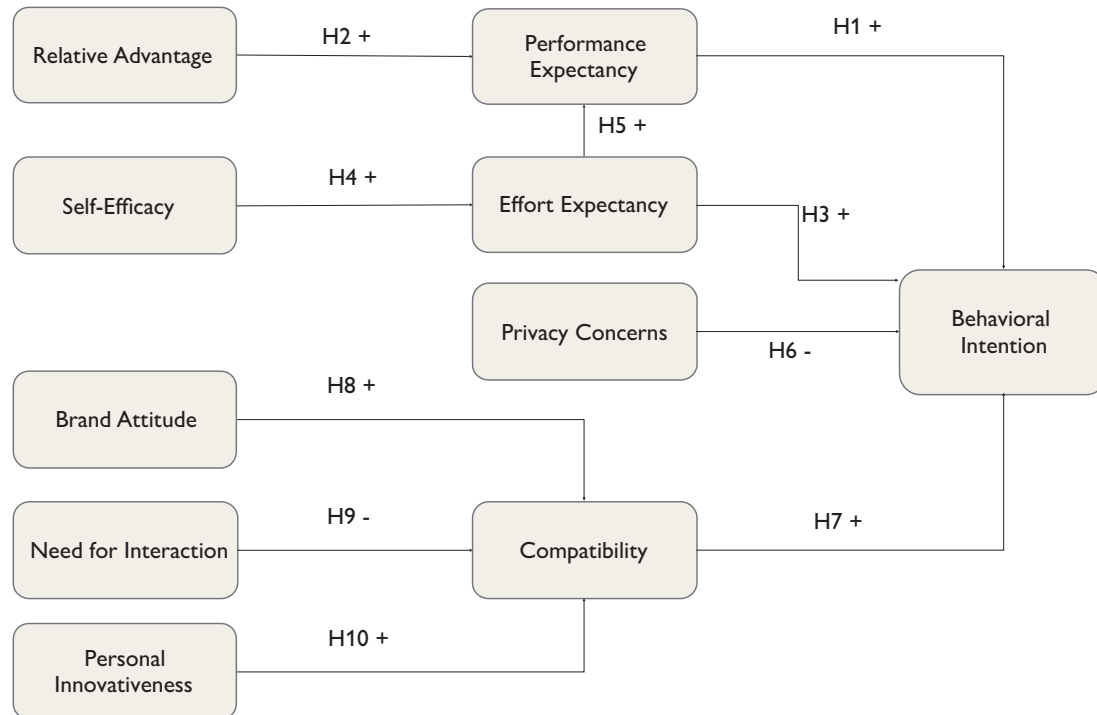 Relative Advantage
H2 +
Performance
Expectancy
H1 +
H5 +
Self-Efficacy
H4 +
Effort Expectancy
H3 +
Privacy Concerns
H6 -
Behavioral
Intention
Brand Attitude
H8 +
Need for Interaction
H9 -
Compatibility
H7 +
Personal
Innovativeness
H10 +